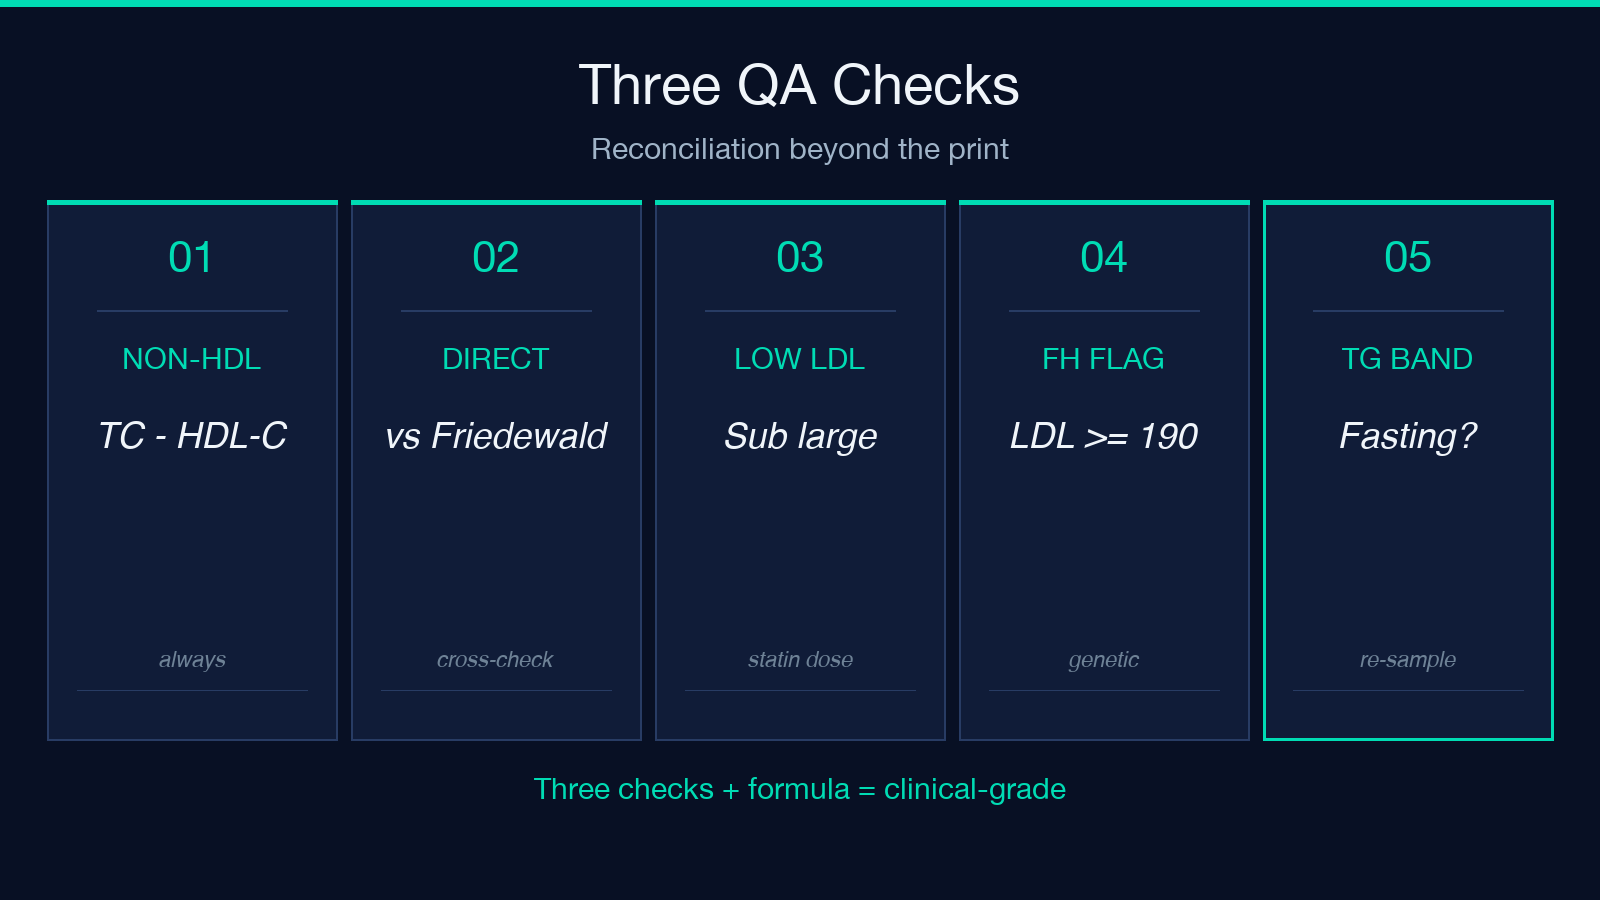 Three QA Checks
Reconciliation beyond the print
01
NON-HDL
TC - HDL-C
always
02
DIRECT
vs Friedewald
cross-check
03
LOW LDL
Sub large
statin dose
04
FH FLAG
LDL >= 190
genetic
05
TG BAND
Fasting?
re-sample
Three checks + formula = clinical-grade